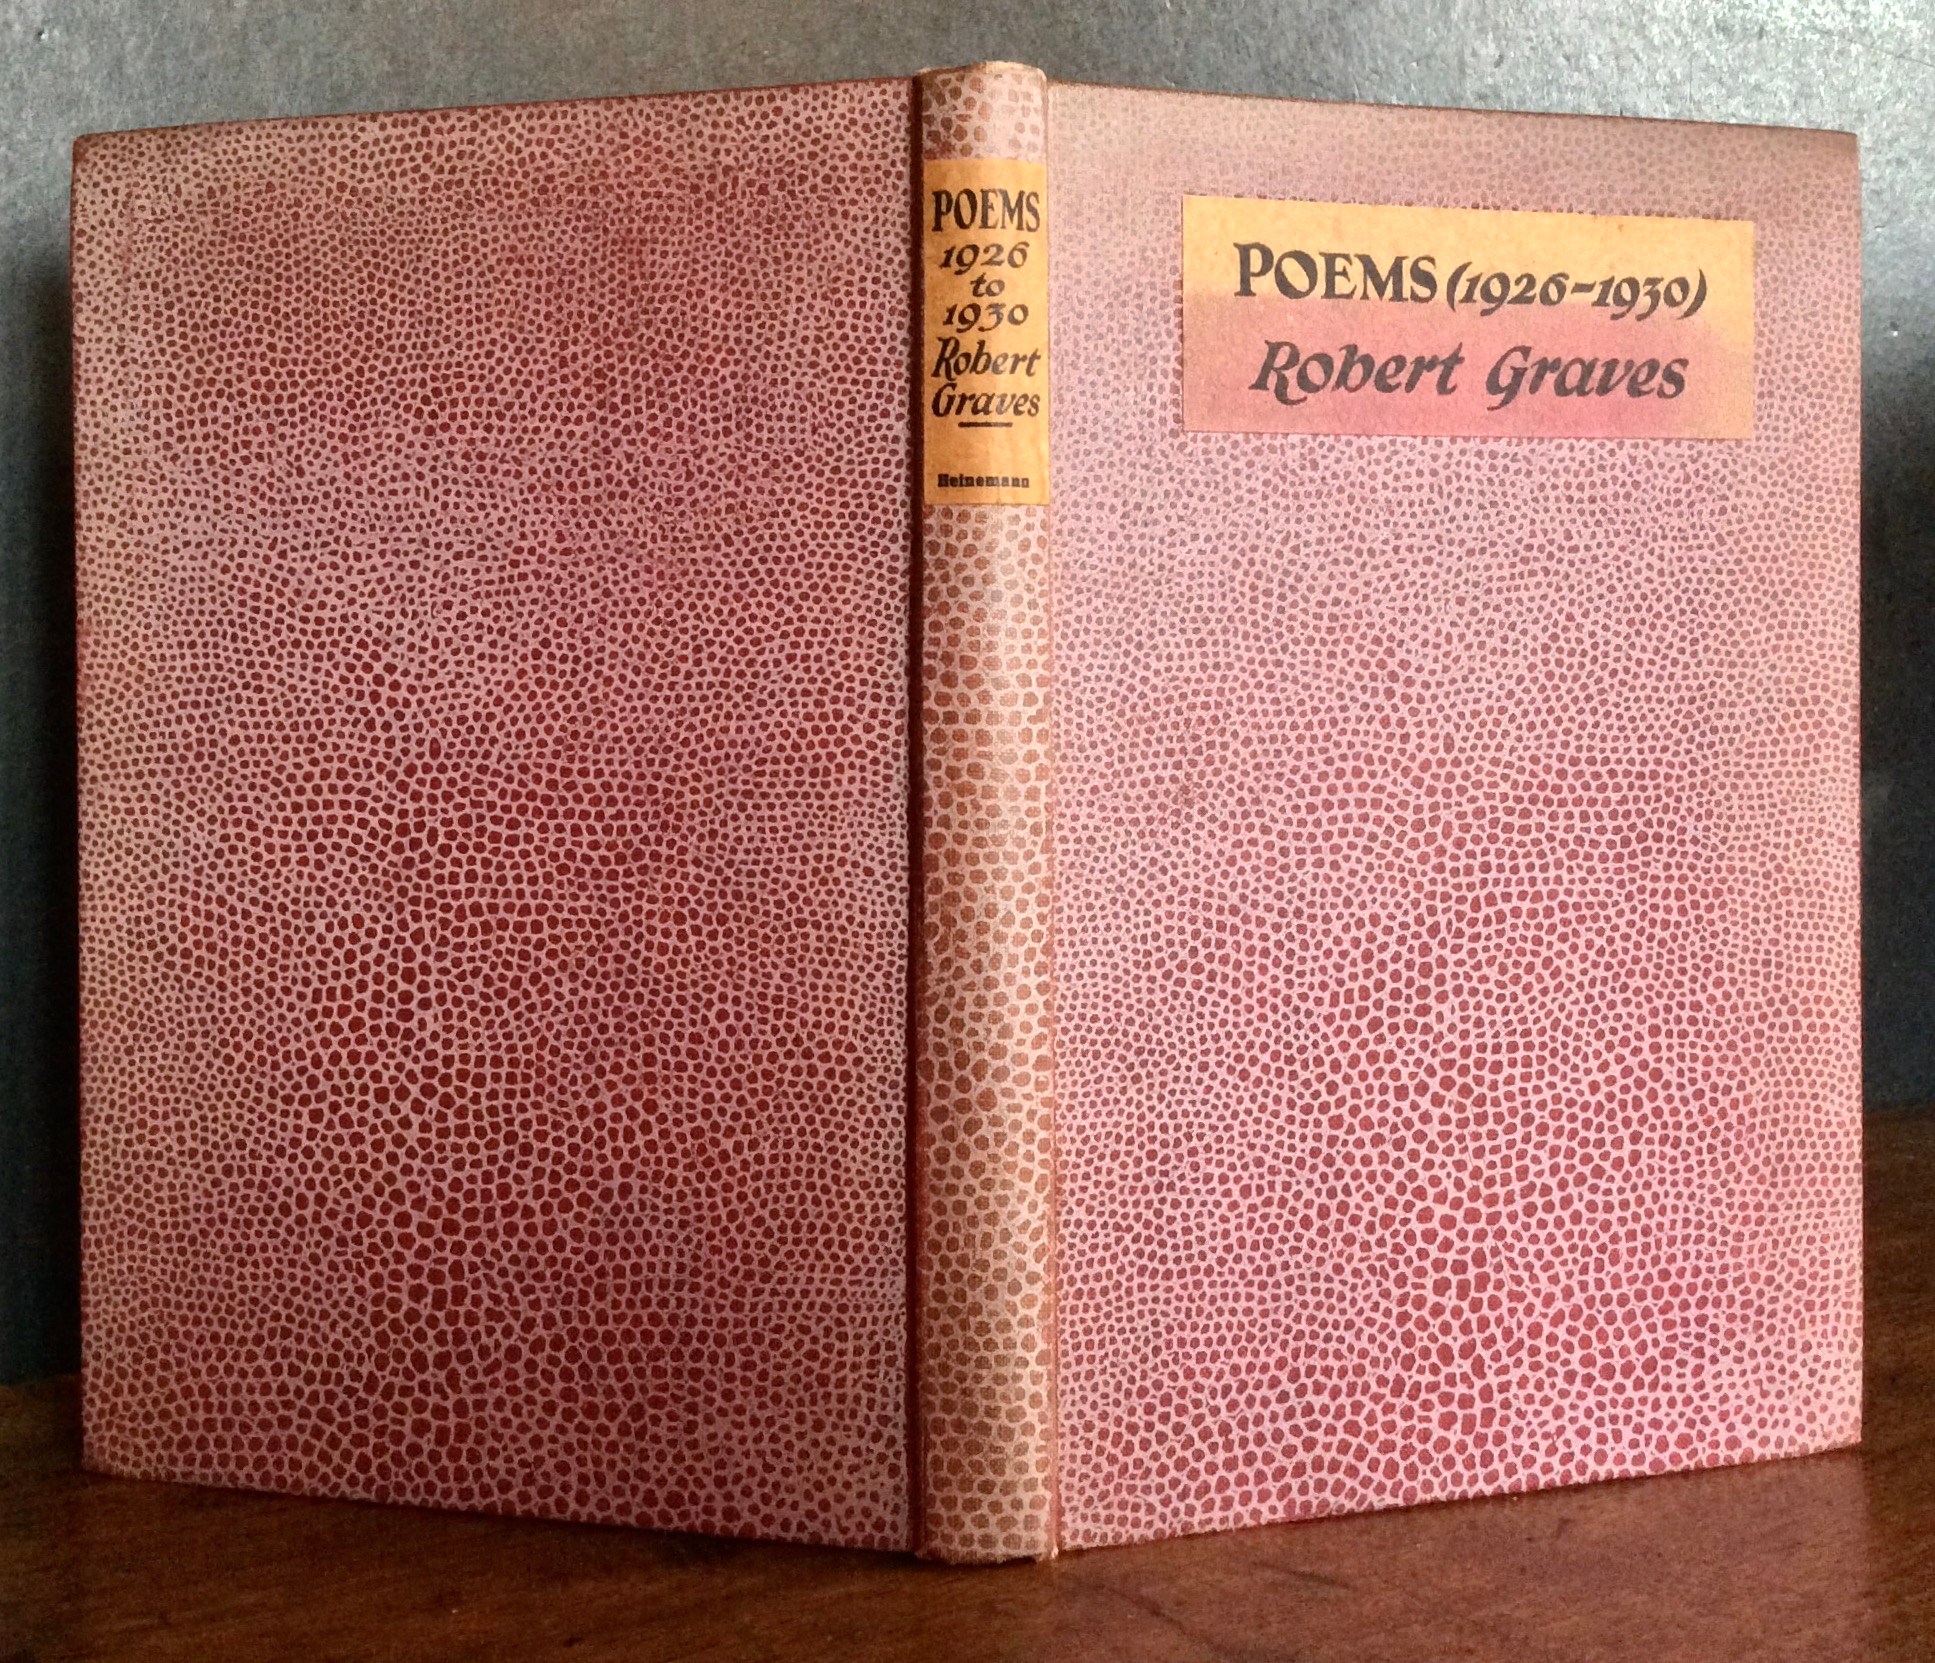 POEMS
1926
to
1930
Robert
Graves
Heinemann
POEMS (1926-1930)
Robert Graves